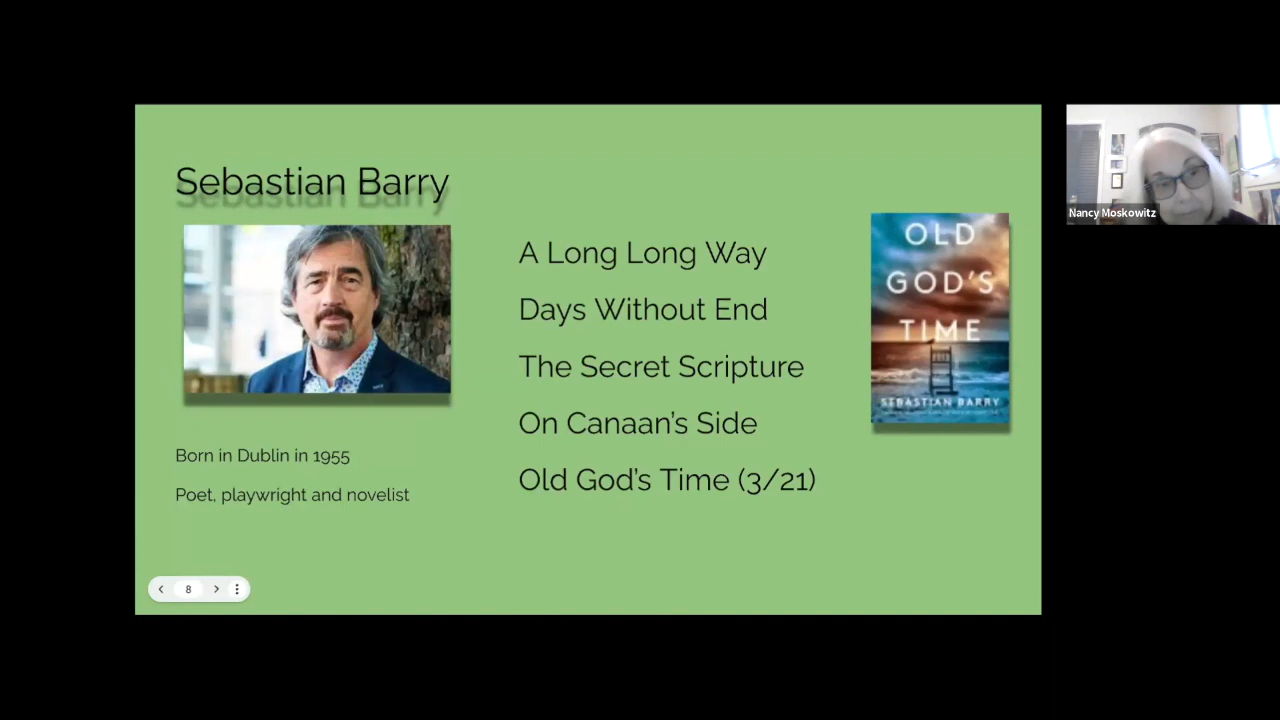 Sebastian Barry
A Long Long Way
Days Without End
The Secret Scripture
On Canaan's Side
Old God's Time (3/21)
Born in Dublin in 1955
Poet, playwright and novelist
OLD
GOD'S
TIME
SEBASTIAN BARRY
8
Nancy Moskowitz